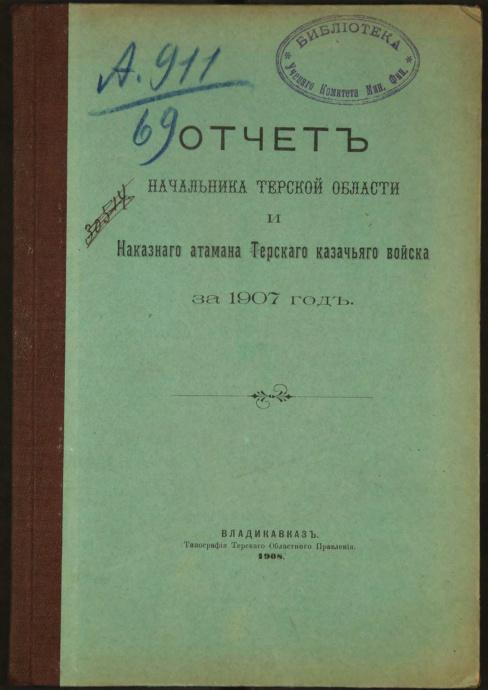 БИБЛІОТЕКА
Ученаго Комитета Мин. Фин.
А. 911
69
ОТЧЕТЪ
НАЧАЛЬНИКА ТЕРСКОЙ ОБЛАСТИ
И
Наказнаго атамана Терскаго казачьяго войска
за 1907 годъ.
30514
ВЛАДИКАВКАЗЪ.
Типографія Терскаго Областного Правленія.
1908.